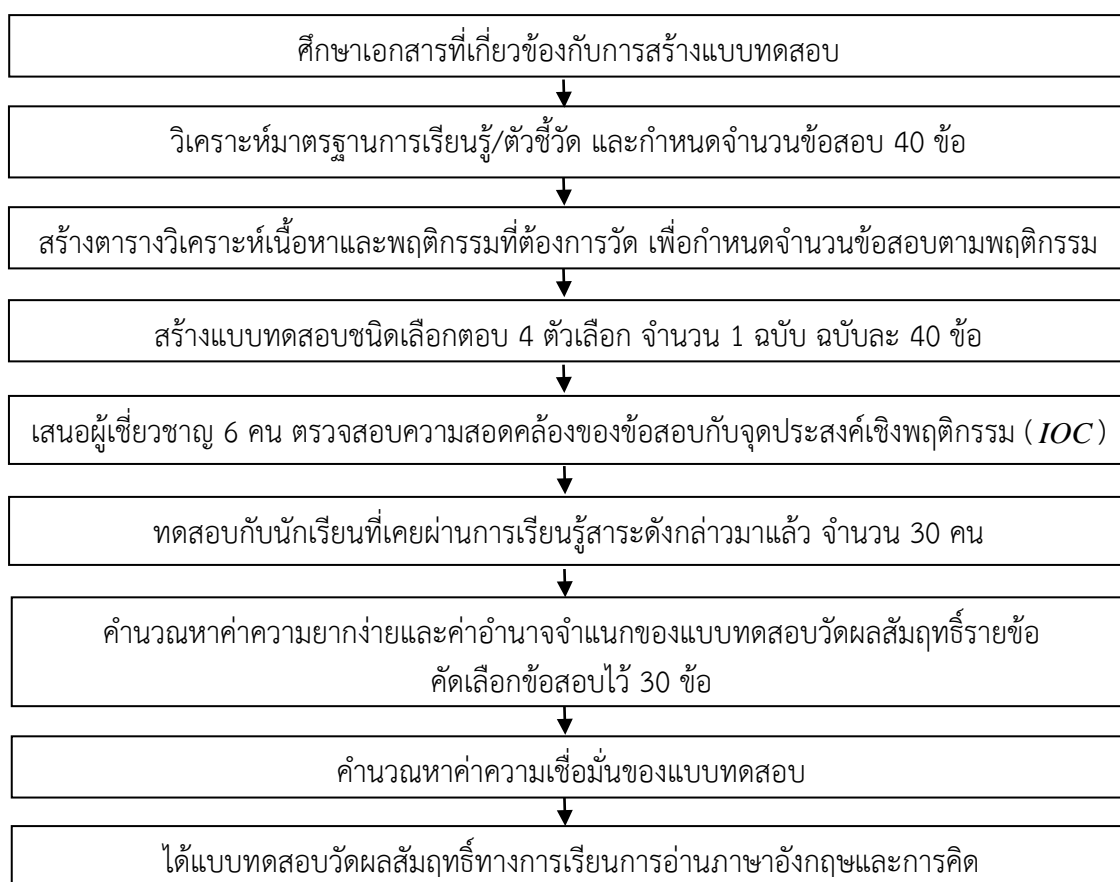 ศึกษาเอกสารที่เกี่ยวข้องกับการสร้างแบบทดสอบ
วิเคราะห์มาตรฐานการเรียนรู้/ตัวชี้วัด และกำหนดจำนวนข้อสอบ 40 ข้อ
สร้างตารางวิเคราะห์เนื้อหาและพฤติกรรมที่ต้องการวัด เพื่อกำหนดจำนวนข้อสอบตามพฤติกรรม
สร้างแบบทดสอบชนิดเลือกตอบ 4 ตัวเลือก จำนวน 1 ฉบับ ฉบับละ 40 ข้อ
เสนอผู้เชี่ยวชาญ 6 คน ตรวจสอบความสอดคล้องของข้อสอบกับจุดประสงค์เชิงพฤติกรรม (IOC)
ทดสอบกับนักเรียนที่เคยผ่านการเรียนรู้สาระดังกล่าวมาแล้ว จำนวน 30 คน
คำนวณหาค่าความยากง่ายและค่าอำนาจจำแนกของแบบทดสอบวัดผลสัมฤทธิ์รายข้อ
คัดเลือกข้อสอบไว้ 30 ข้อ
คำนวณหาค่าความเชื่อมั่นของแบบทดสอบ
ได้แบบทดสอบวัดผลสัมฤทธิ์ทางการเรียนการอ่านภาษาอังกฤษและการคิด